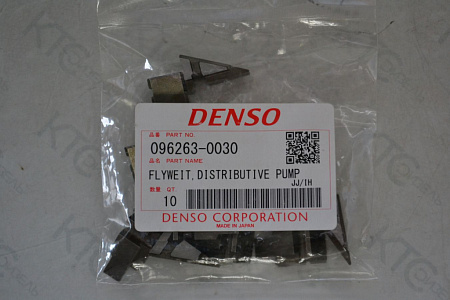 DENSO
品番 PART NO.
096263-0030
品名 PART NAME
FLYWEIT,DISTRIBUTIVE PUMP
JJ/IH
数量 QT
10
DENSO CORPORATION
MADE IN JAPAN